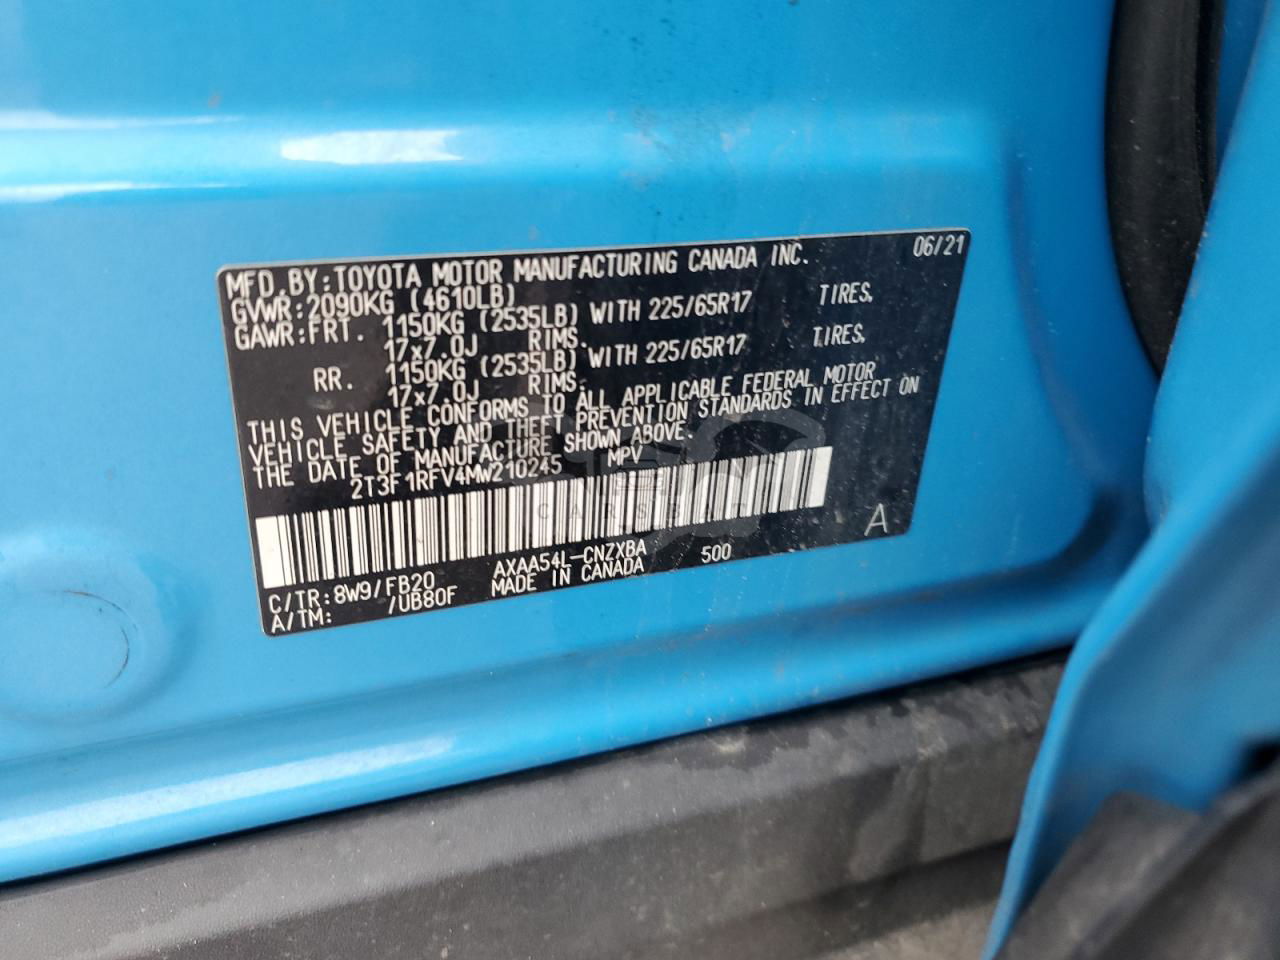 MFD.BY:TOYOTA MOTOR MANUFACTURING CANADA INC. 06/21
GVWR:2090KG (4610LB)
GAWR:FRT. 1150KG (2535LB) WITH 225/65R17 TIRES,
17x7.0J RIMS.
RR. 1150KG (2535LB) WITH 225/65R17 TIRES,
17x7.0J RIMS.
THIS VEHICLE CONFORMS TO ALL APPLICABLE FEDERAL MOTOR
VEHICLE SAFETY AND THEFT PREVENTION STANDARDS IN EFFECT ON
THE DATE OF MANUFACTURE SHOWN ABOVE.
2T3F1RFV4MW210245 MPV
A
C/TR:8W9/FB20 AXAA54L-CNZXBA 500
A/TM: /UB80F MADE IN CANADA